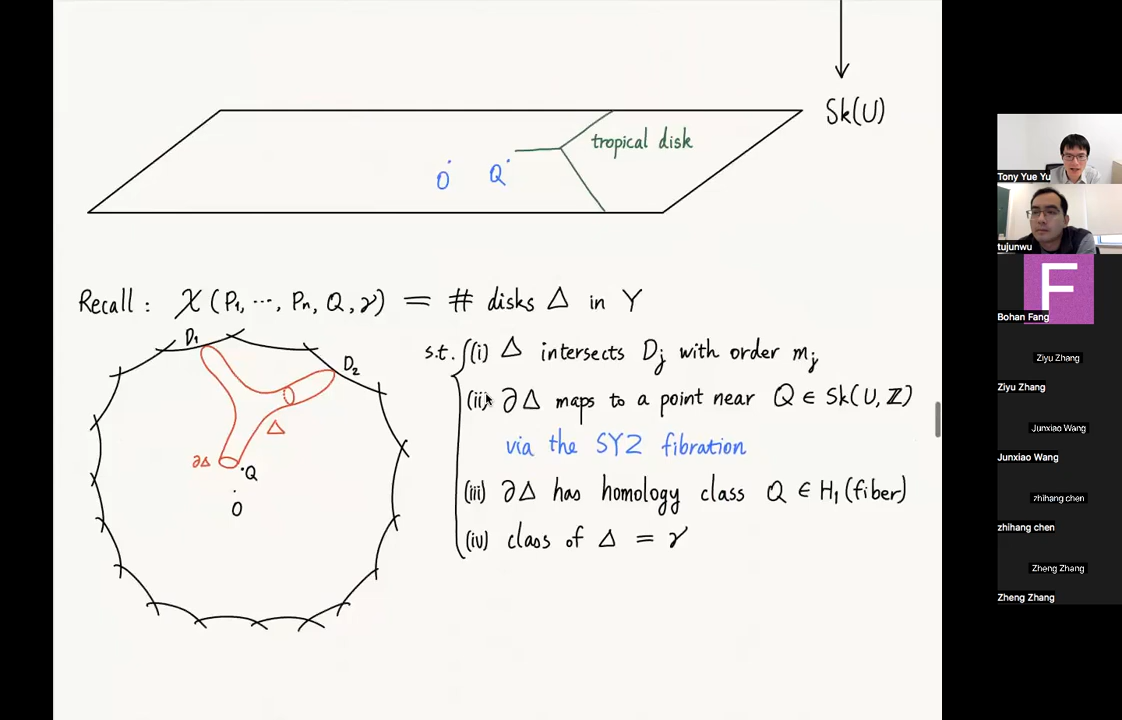 Sk(U)
tropical disk
O Q
Recall: χ(P₁, ⋯, Pₙ, Q, γ) = # disks Δ in Y
s.t. (i) Δ intersects Dⱼ with order mⱼ
(ii) ∂Δ maps to a point near Q ∈ Sk(U, ℤ)
via the SYZ fibration
(iii) ∂Δ has homology class Q ∈ H₁(fiber)
(iv) class of Δ = γ
D₁
D₂
Δ
∂Δ
Q
O
Tony Yue Yu
tujunwu
F
Bohan Fang
Ziyu Zhang
Ziyu Zhang
Junxiao Wang
Junxiao Wang
zhihang chen
zhihang chen
Zheng Zhang
Zheng Zhang